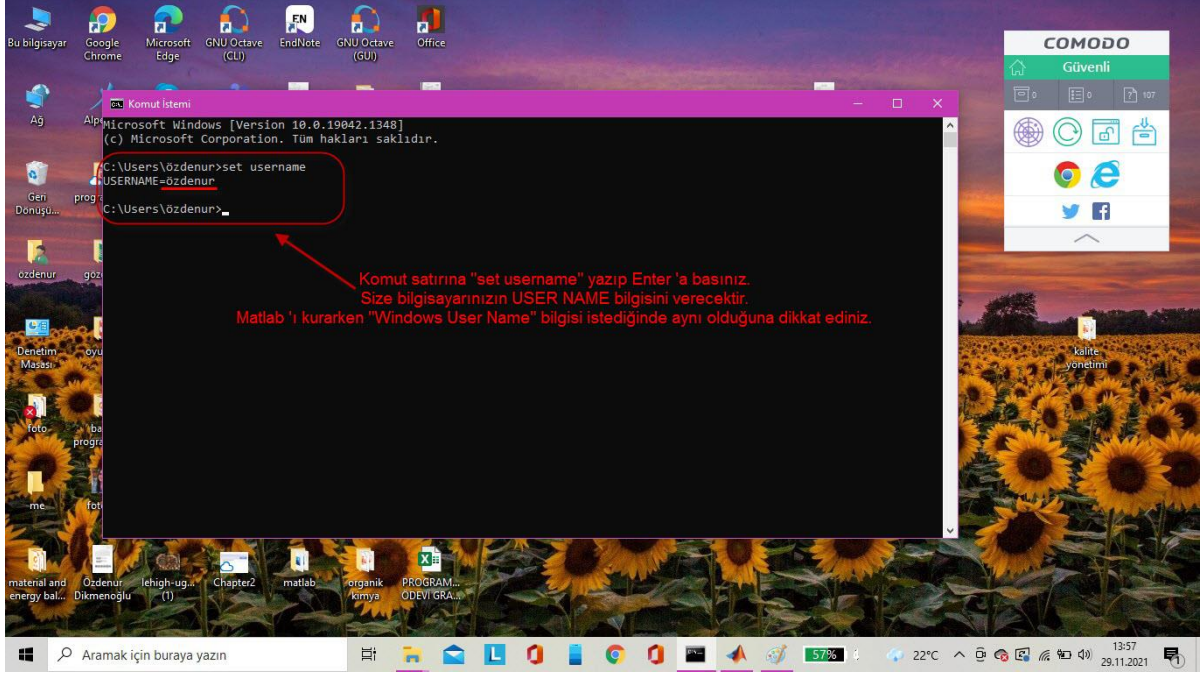 Bu bilgisayar
Google Chrome
Microsoft Edge
GNU Octave (CLI)
EndNote
GNU Octave (GUI)
Office
EN
COMODO
Güvenli
0
0
107
Ağ
Komut İstemi
Microsoft Windows [Version 10.0.19042.1348]
(c) Microsoft Corporation. Tüm hakları saklıdır.
C:\Users\özdenur>set username
USERNAME=özdenur
C:\Users\özdenur>
Geri Dönüşü...
özdenur
Komut satırına "set username" yazıp Enter 'a basınız.
Size bilgisayarınızın USER NAME bilgisini verecektir.
Matlab 'ı kurarken "Windows User Name" bilgisi istediğinde aynı olduğuna dikkat ediniz.
Denetim Masası
kalite yönetimi
foto
me
material and energy bal...
Özdenur Dikmenoğlu
lehigh-ug... (1)
Chapter2
matlab
organik kimya
PROGRAM... ÖDEVİ GRA...
Aramak için buraya yazın
57%
22°C
13:57
29.11.2021